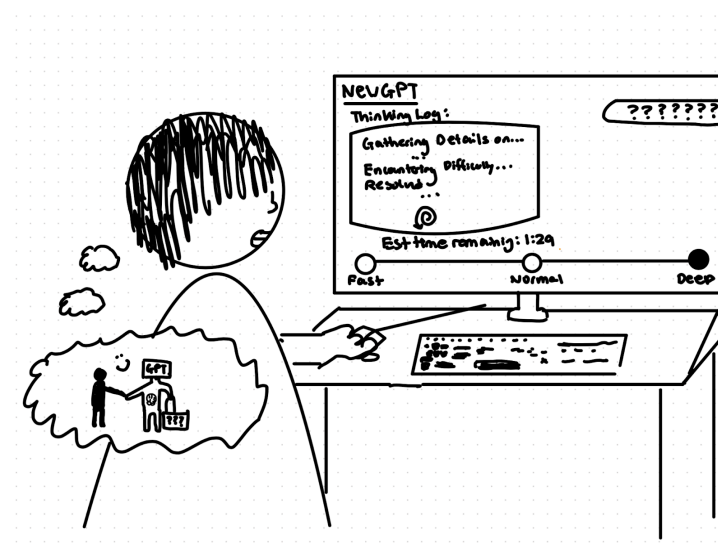 NEWGPT
Thinking Log:
???????
Gathering Details on...
...
Encountering Difficulty...
Resolved
...
Est time remaining: 1:29
Fast
Normal
Deep
GPT
???